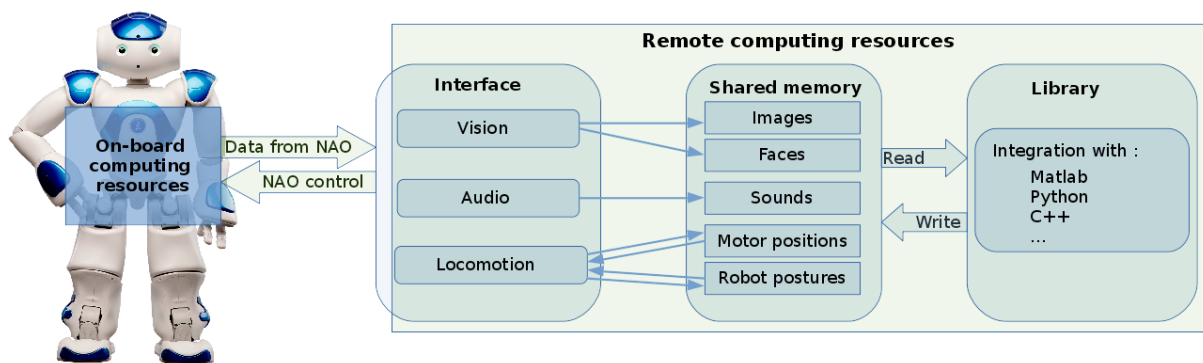 Remote computing resources
On-board
computing
resources
Data from NAO
NAO control
Interface
Vision
Audio
Locomotion
Shared memory
Images
Faces
Sounds
Motor positions
Robot postures
Read
Write
Library
Integration with :
Matlab
Python
C++
...